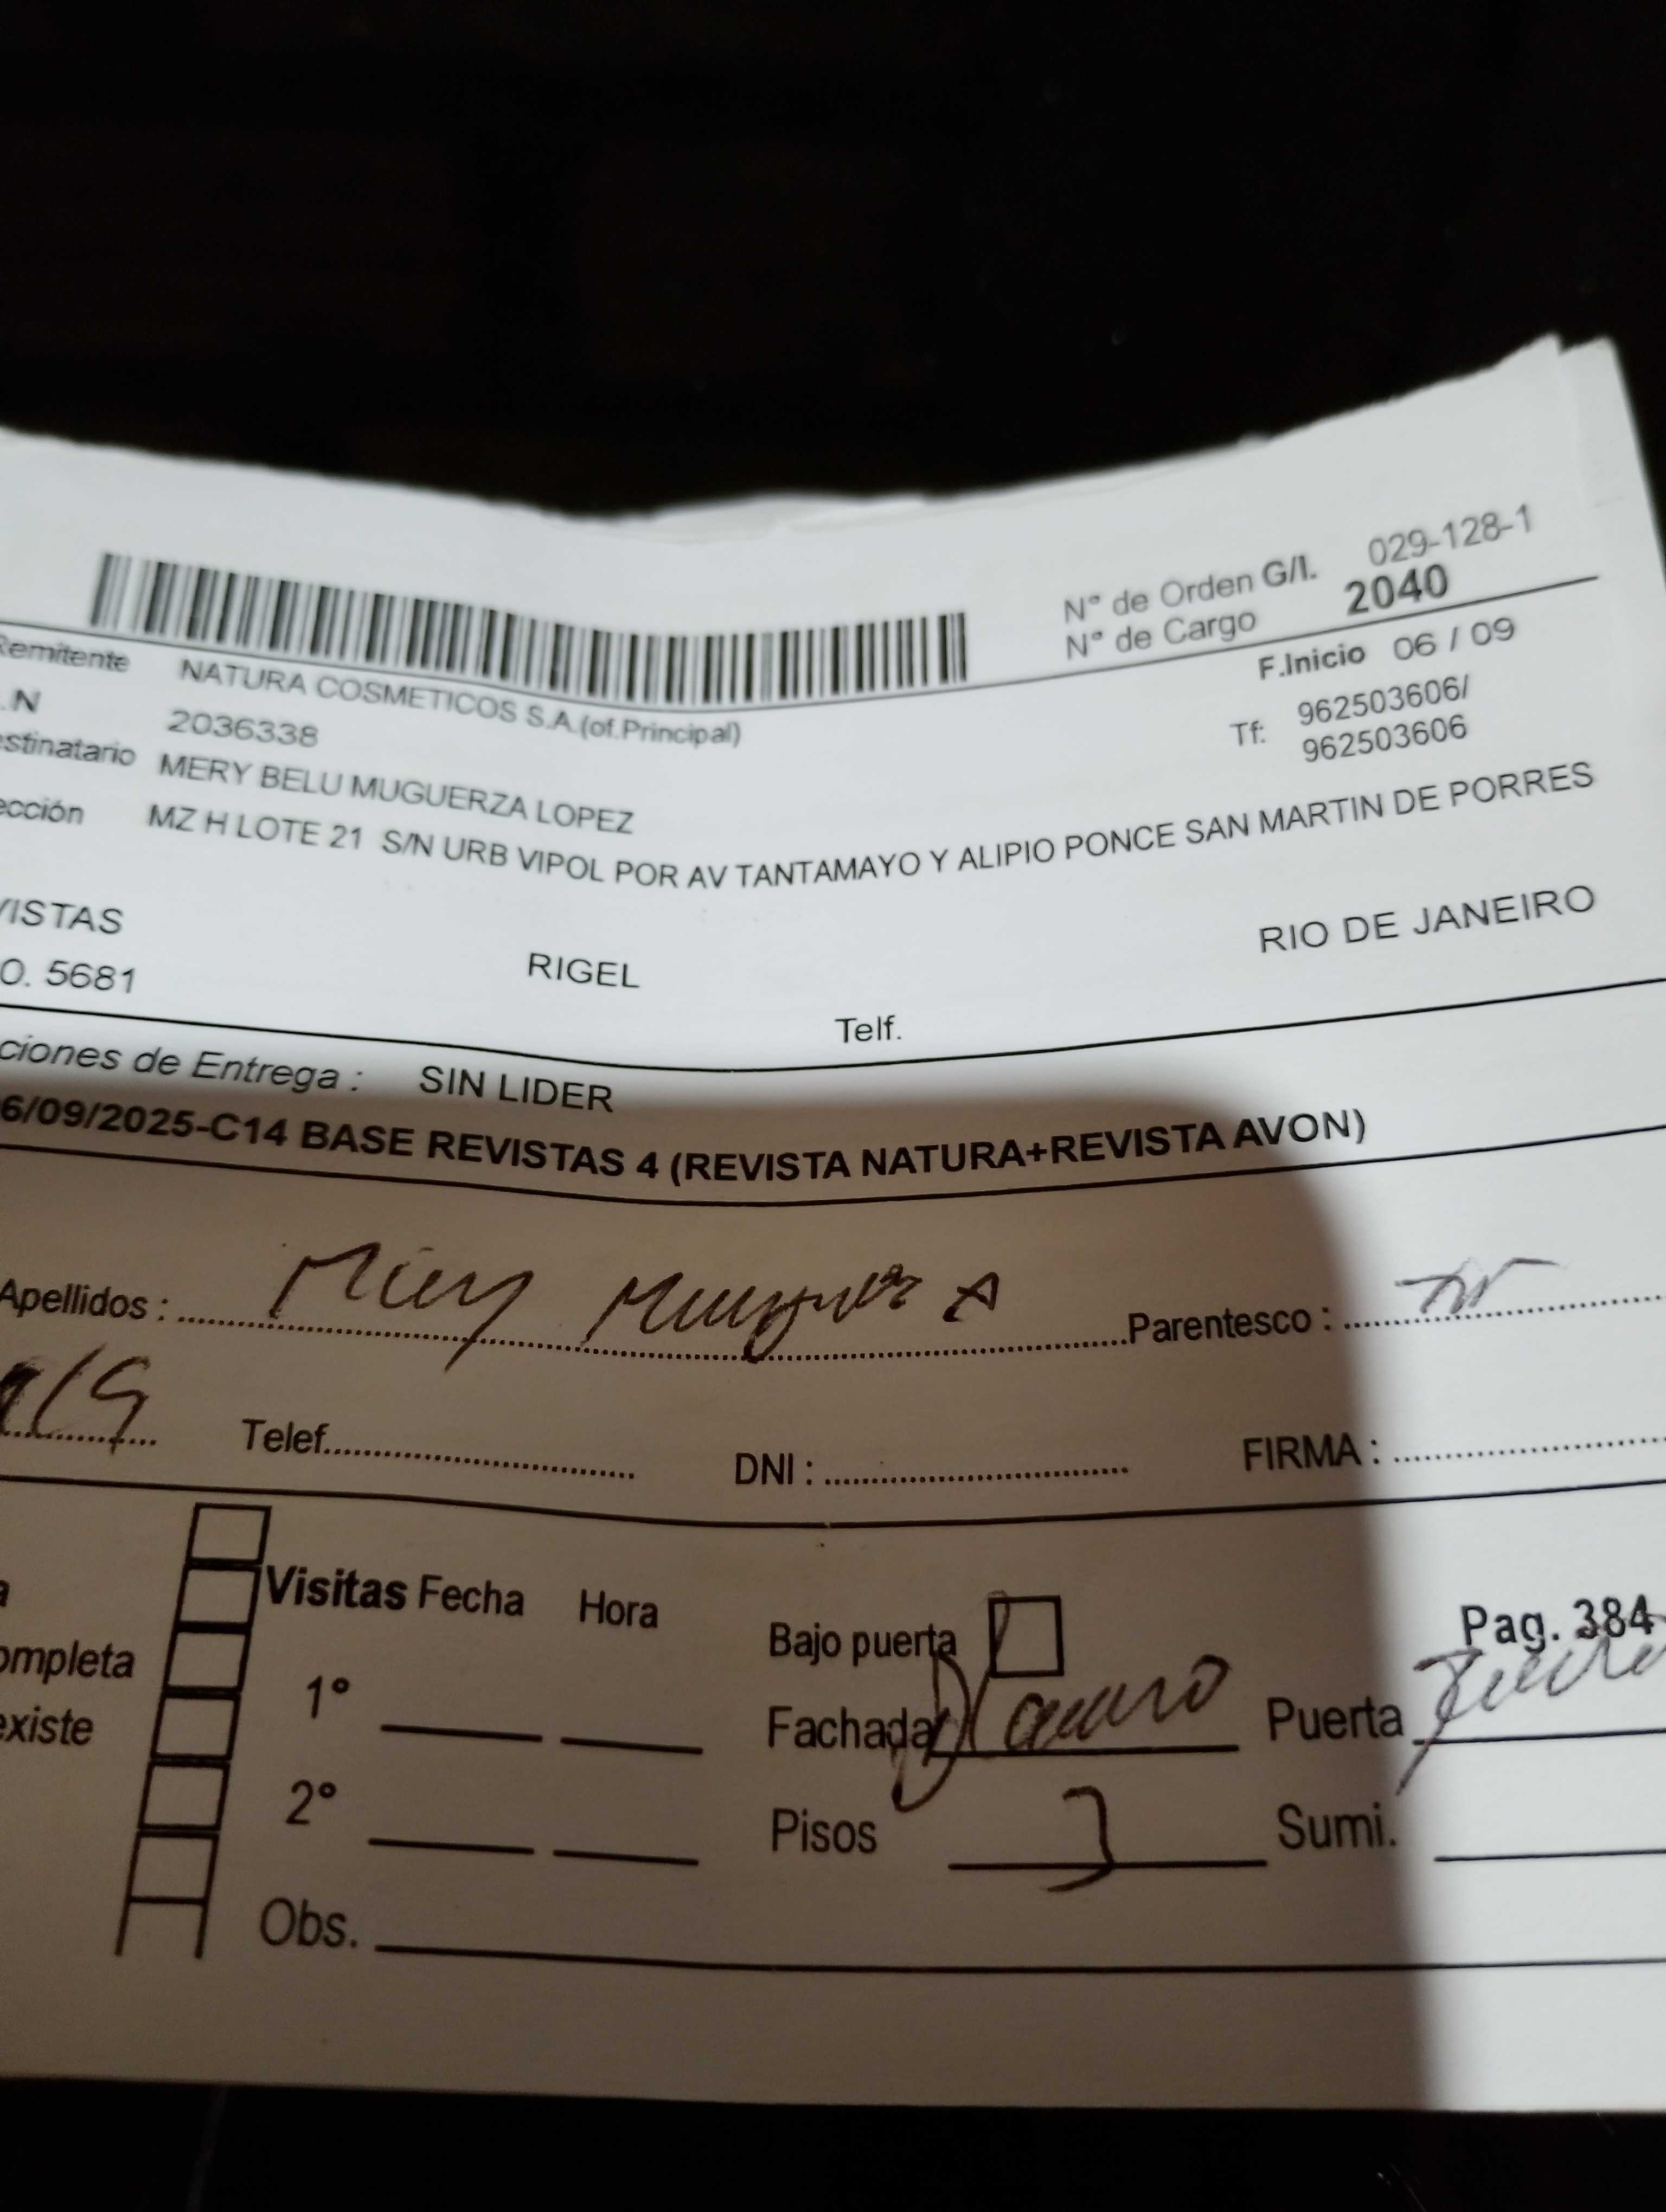 N° de Orden G/I. 029-128-1
N° de Cargo 2040
F.Inicio 06 / 09
Remitente NATURA COSMETICOS S.A.(of.Principal)
.N 2036338
Tf: 962503606/
962503606
estinatario MERY BELU MUGUERZA LOPEZ
ección MZ H LOTE 21 S/N URB VIPOL POR AV TANTAMAYO Y ALIPIO PONCE SAN MARTIN DE PORRES
VISTAS
RIO DE JANEIRO
O. 5681 RIGEL
Telf.
ciones de Entrega : SIN LIDER
6/09/2025-C14 BASE REVISTAS 4 (REVISTA NATURA+REVISTA AVON)
Apellidos : Parentesco :
Telef. DNI : FIRMA :
Visitas Fecha Hora
a
Bajo puerta
Pag. 384
ompleta
1°
Fachada Puerta
existe
2°
Pisos 3 Sumi.
Obs.